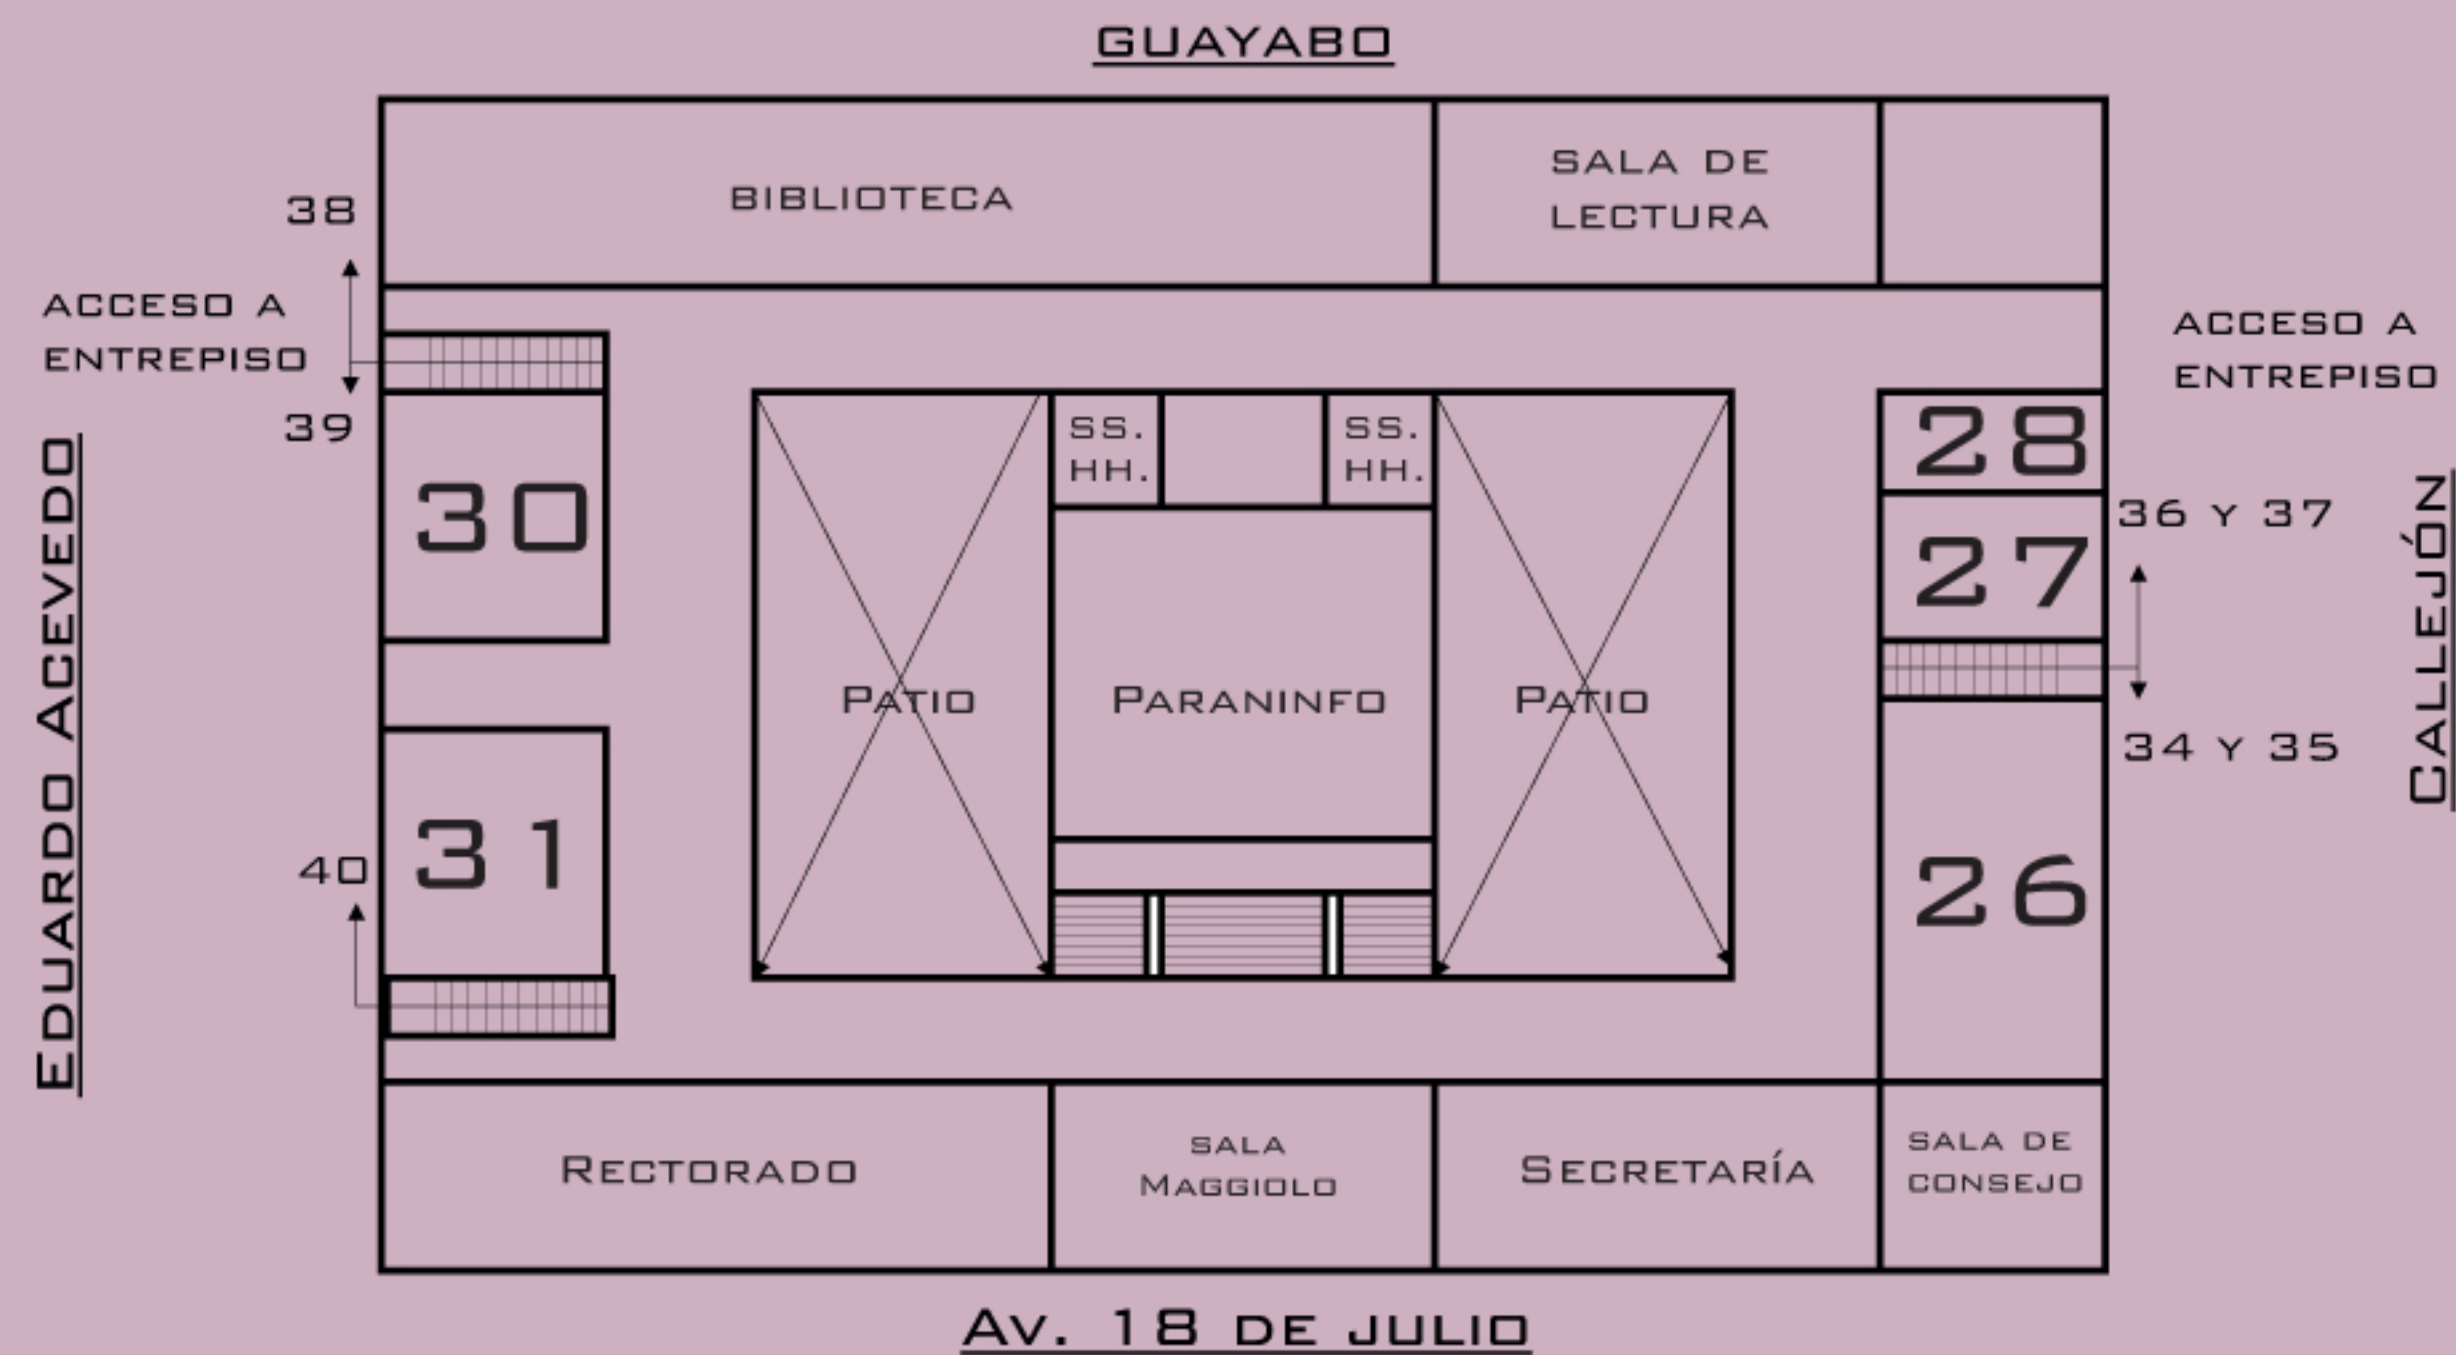 GUAYABO
BIBLIOTECA
SALA DE
LECTURA
38
ACCESO A
ENTREPISO
39
ACCESO A
ENTREPISO
30
SS.
HH.
SS.
HH.
28
27
36 Y 37
34 Y 35
EDUARDO ACEVEDO
CALLEJÓN
PATIO
PARANINFO
PATIO
40
31
26
RECTORADO
SALA
MAGGIOLO
SECRETARÍA
SALA DE
CONSEJO
AV. 18 DE JULIO